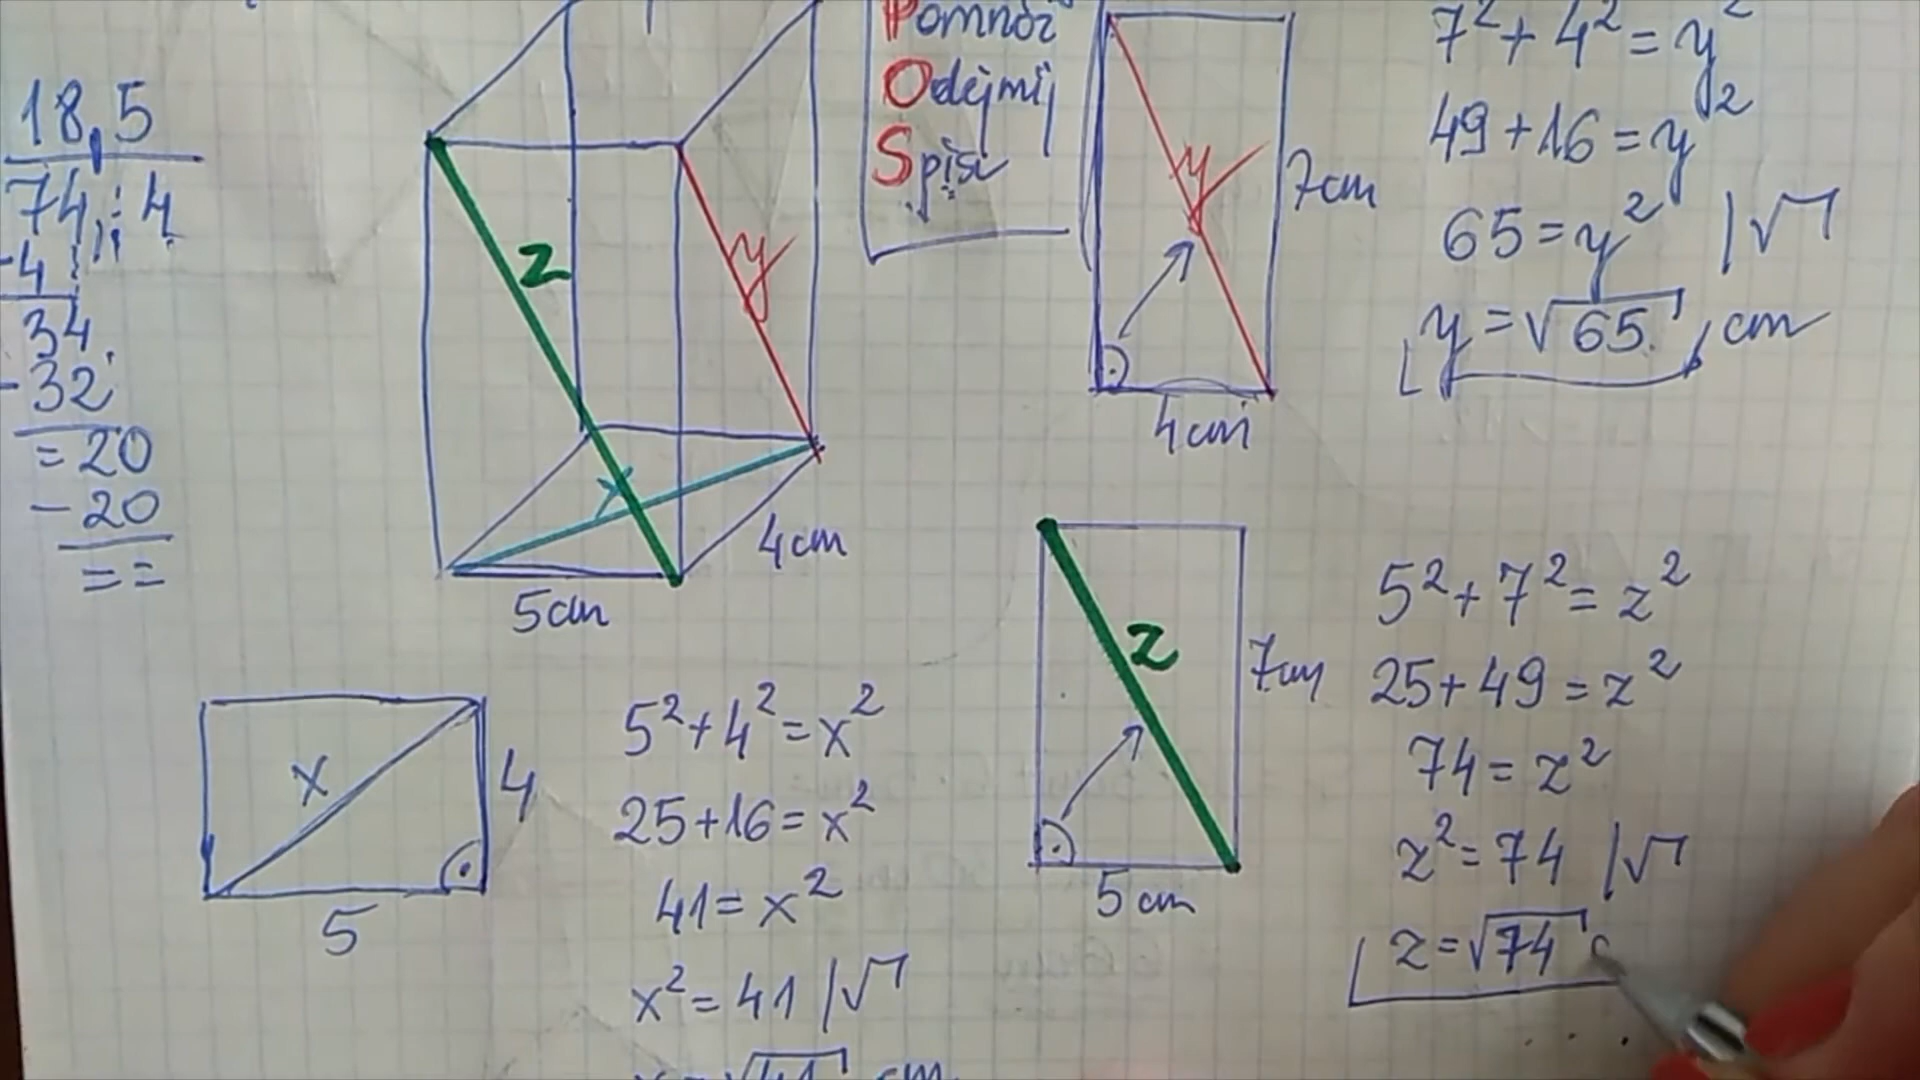 18,5
74 : 4
-4
34
-32
=20
-20
==
z
y
x
4cm
5cm
Pomnóż
Odejmij
y
7cm
4cm
7²+4²=y²
49+16=y²
65=y² |√
y=√65 cm
x
4
5
5²+4²=x²
25+16=x²
41=x²
x²=41 |√
x=√41 cm
z
7cm
5cm
5²+7²=z²
25+49=z²
74=z²
z²=74 |√
z=√74 c